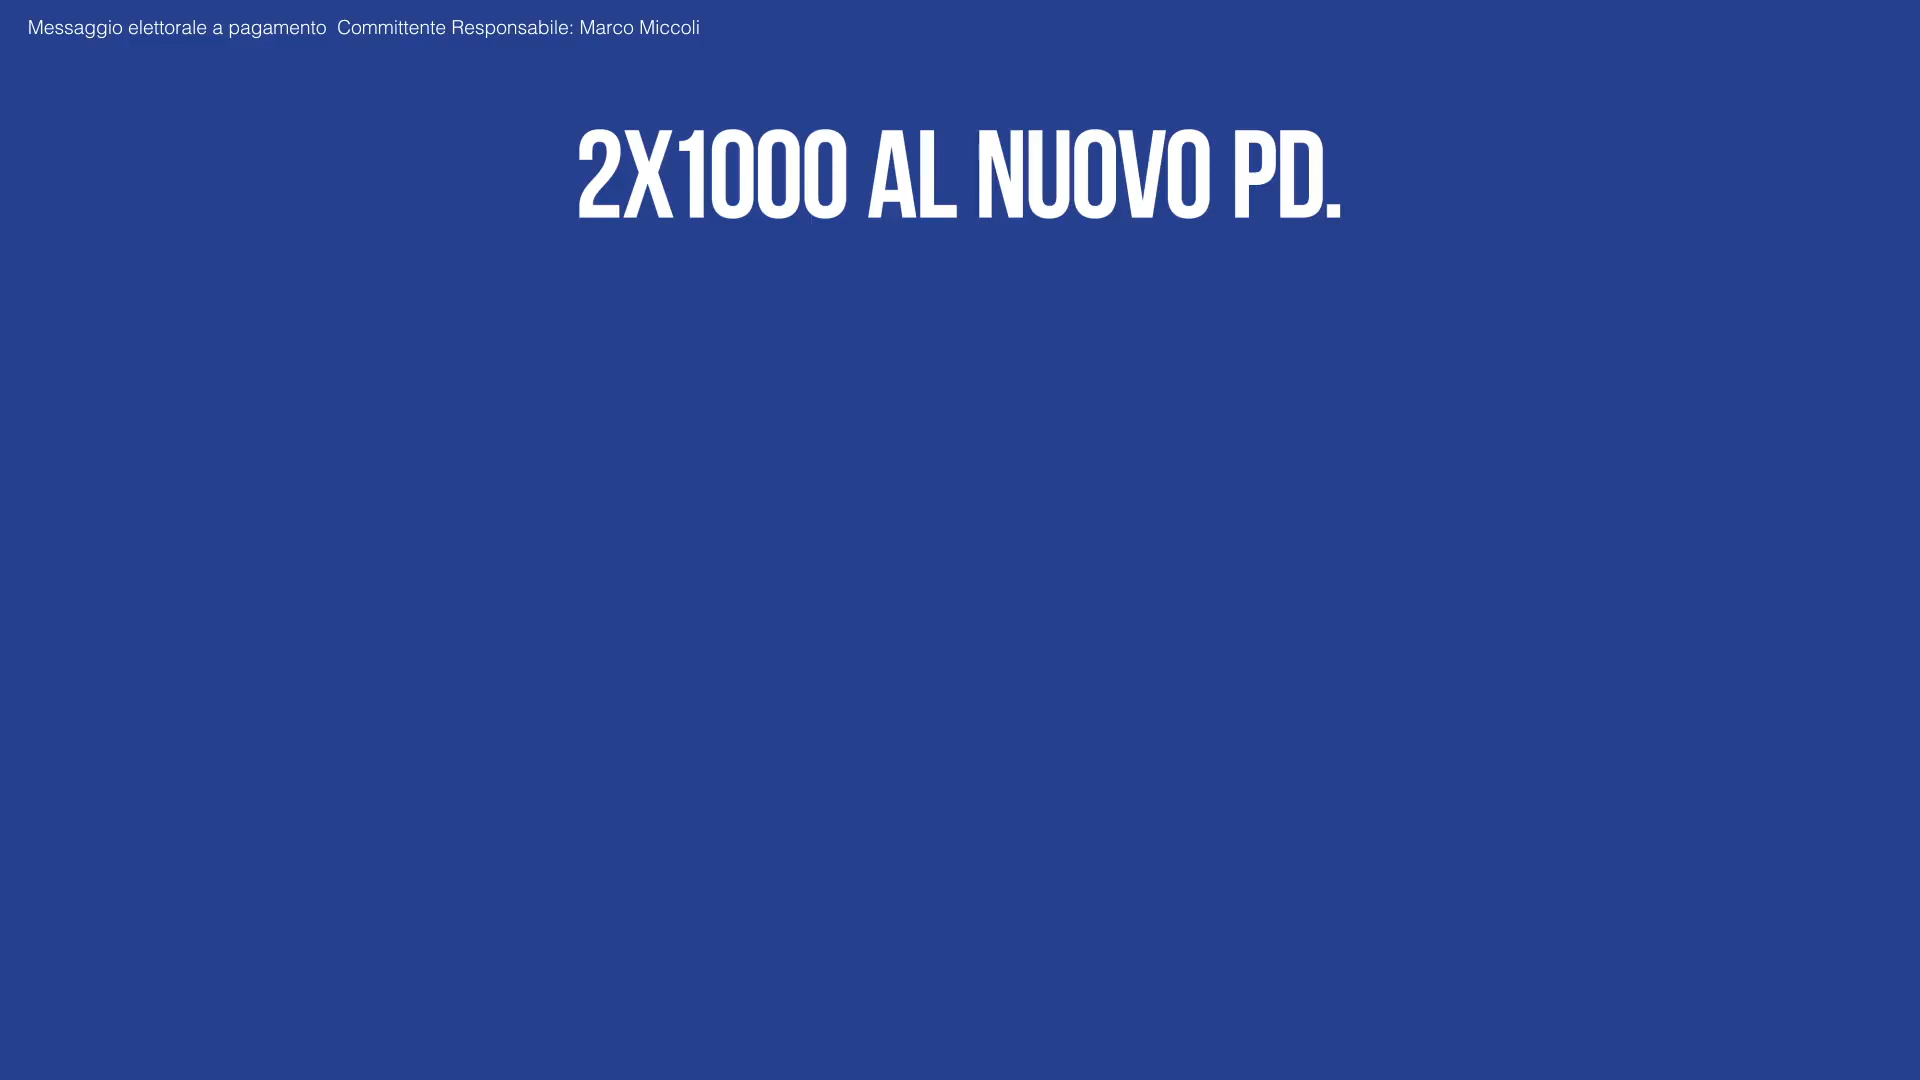 Messaggio elettorale a pagamento  Committente Responsabile: Marco Miccoli
2X1000 AL NUOVO PD.